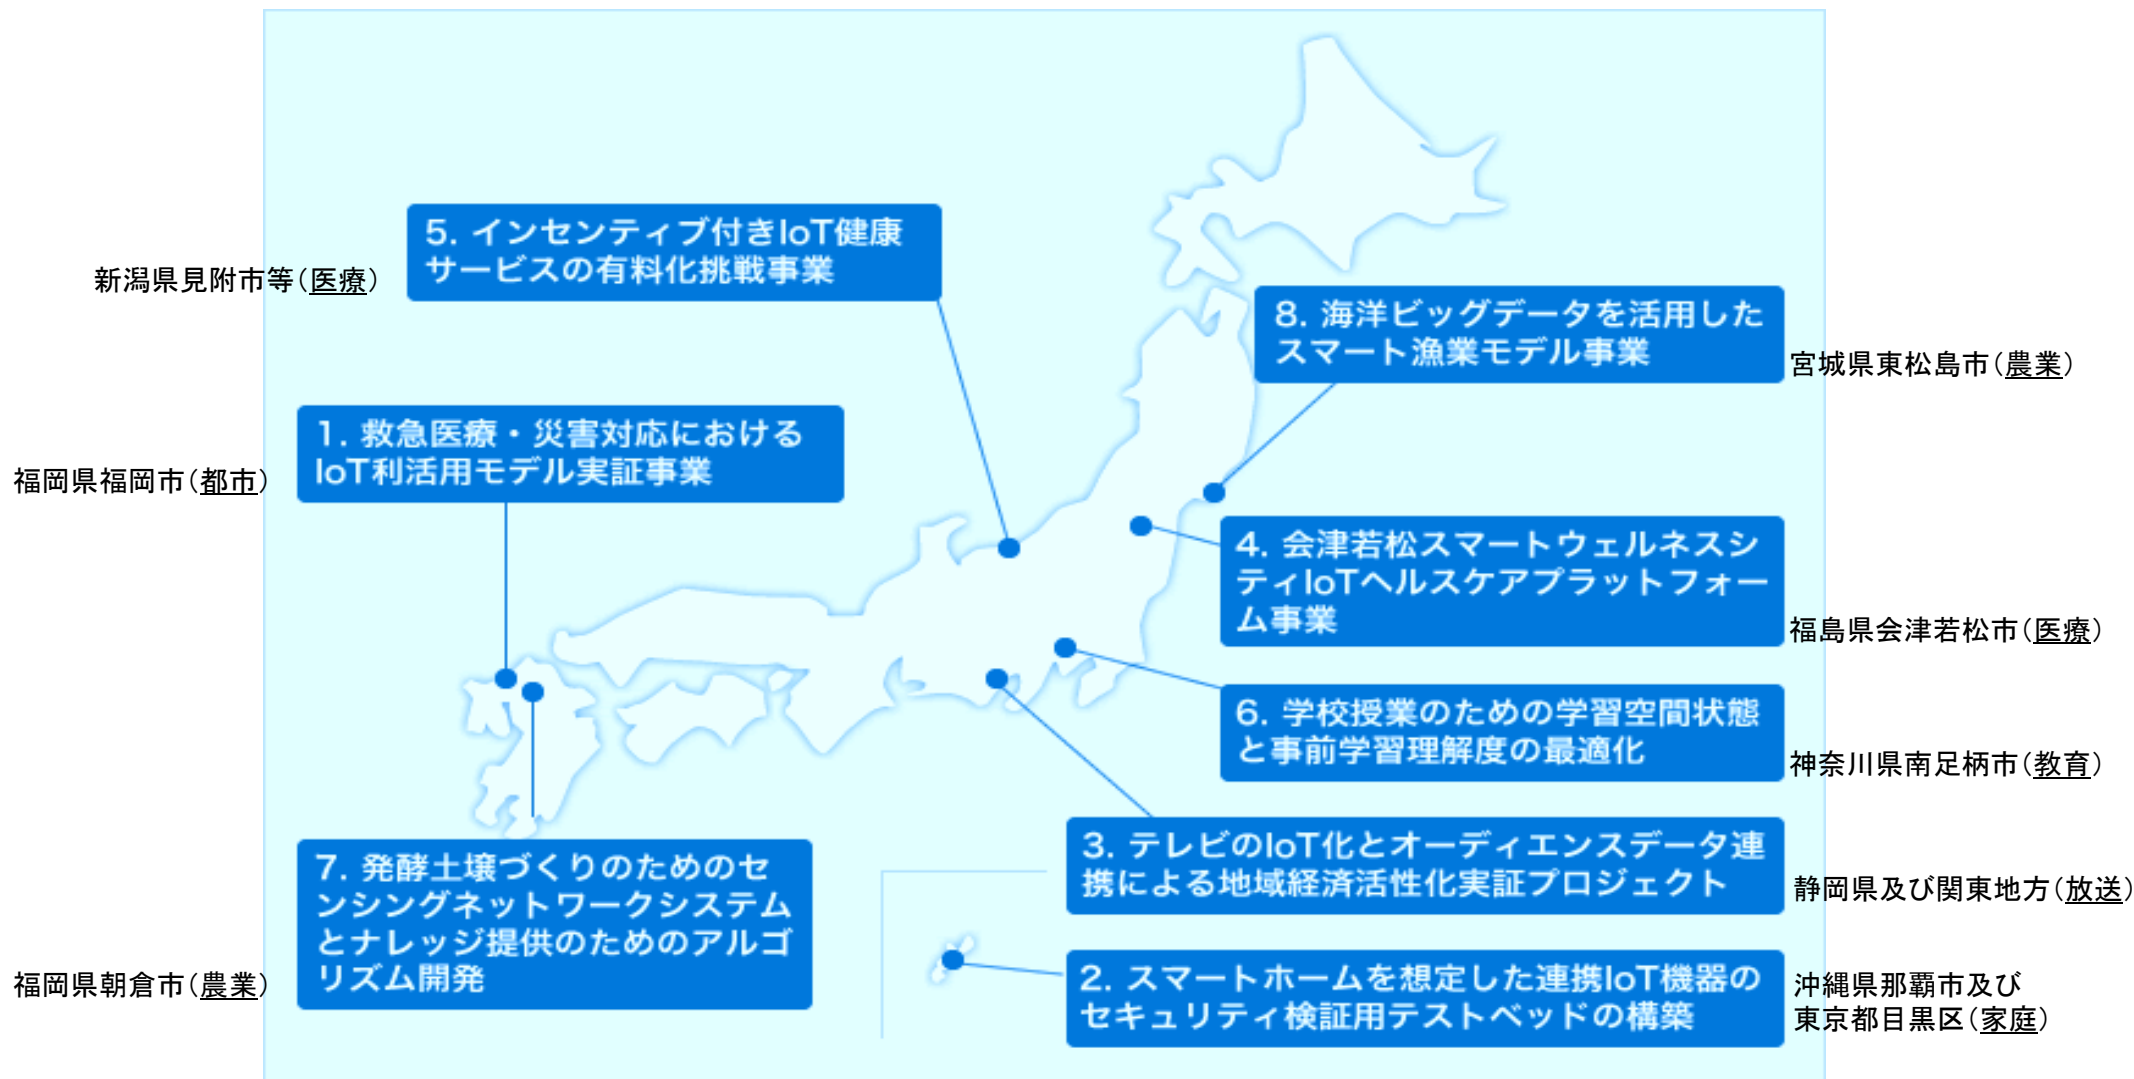 5. インセンティブ付きIoT健康
サービスの有料化挑戦事業
新潟県見附市等（医療）
8. 海洋ビッグデータを活用した
スマート漁業モデル事業
宮城県東松島市（農業）
1. 救急医療・災害対応における
IoT利活用モデル実証事業
福岡県福岡市（都市）
4. 会津若松スマートウェルネスシ
ティIoTヘルスケアプラットフォー
ム事業
福島県会津若松市（医療）
6. 学校授業のための学習空間状態
と事前学習理解度の最適化
神奈川県南足柄市（教育）
3. テレビのIoT化とオーディエンスデータ連
携による地域経済活性化実証プロジェクト
静岡県及び関東地方（放送）
7. 発酵土壌づくりのためのセ
ンシングネットワークシステム
とナレッジ提供のためのアルゴ
リズム開発
福岡県朝倉市（農業）
2. スマートホームを想定した連携IoT機器の
セキュリティ検証用テストベッドの構築
沖縄県那覇市及び
東京都目黒区（家庭）